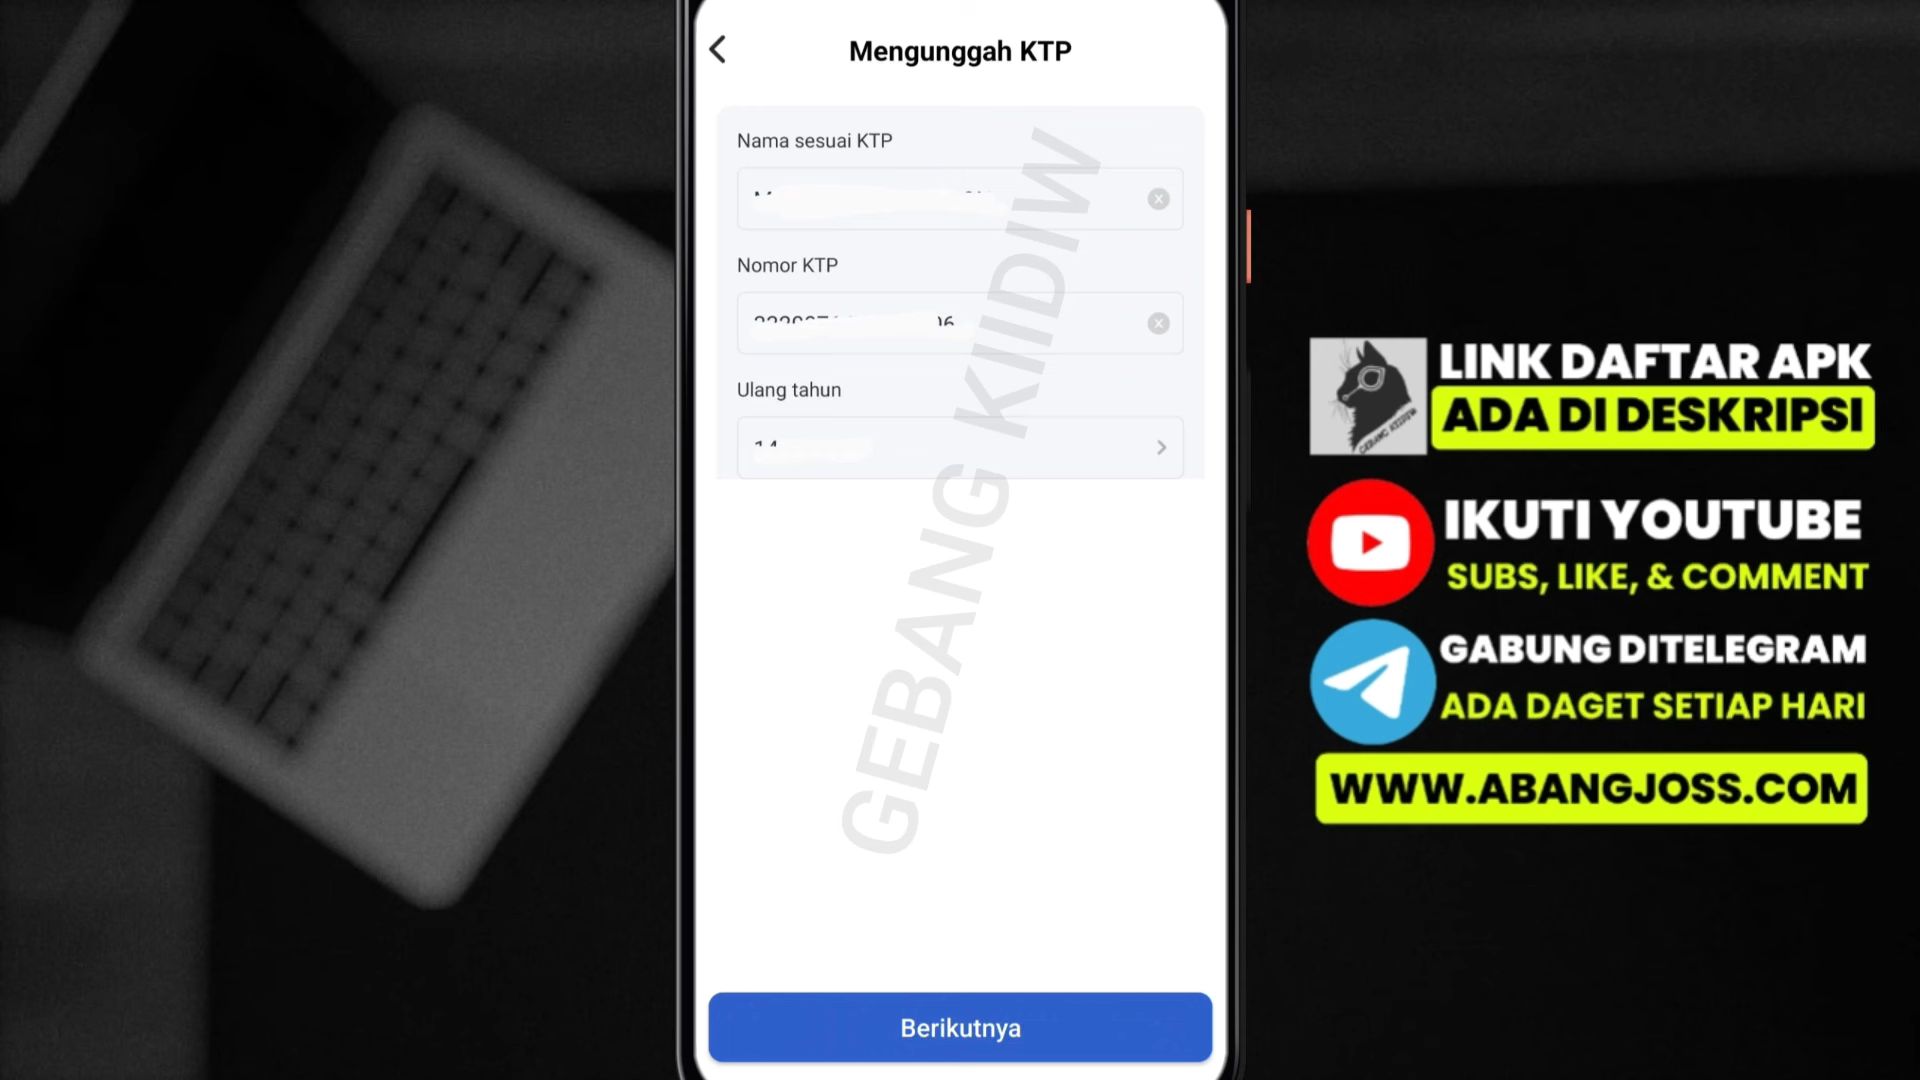 Mengunggah KTP
Nama sesuai KTP
Nomor KTP
Ulang tahun
Berikutnya
GEBANG KIIDIW
LINK DAFTAR APK
ADA DI DESKRIPSI
IKUTI YOUTUBE
SUBS, LIKE, & COMMENT
GABUNG DITELEGRAM
ADA DAGET SETIAP HARI
WWW.ABANGJOSS.COM